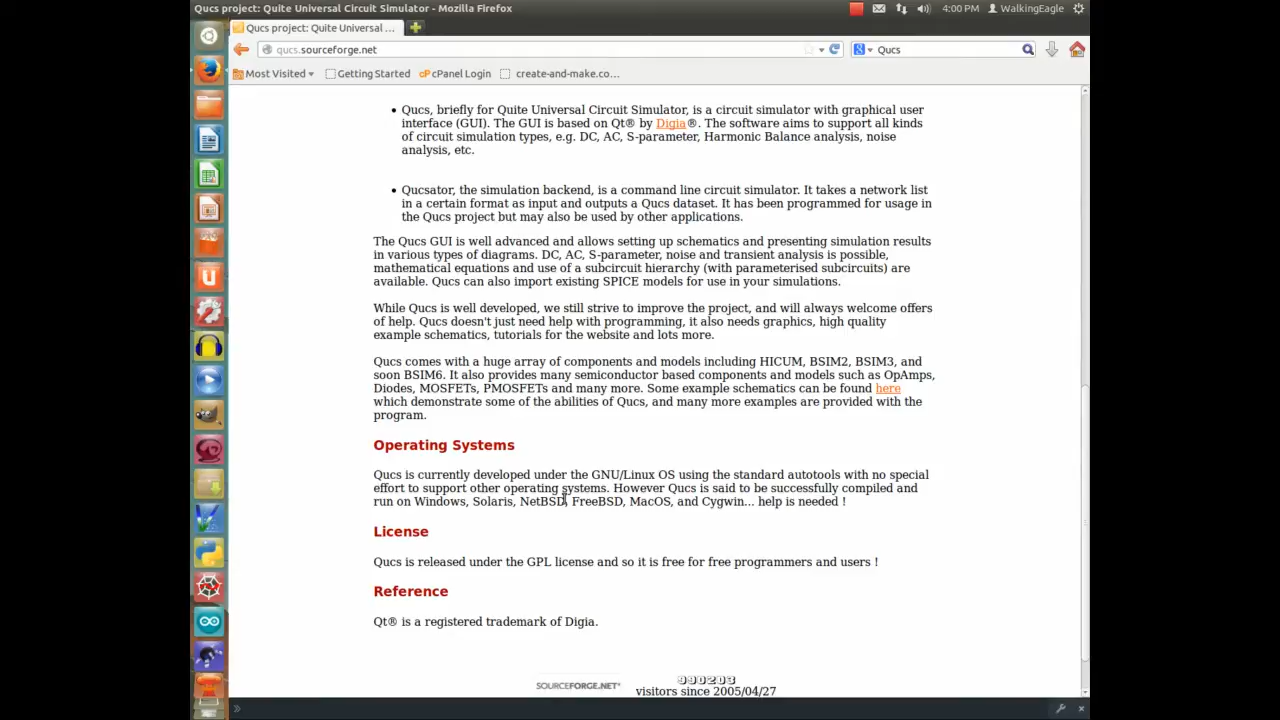 Qucs project: Quite Universal Circuit Simulator - Mozilla Firefox
4:00 PM
WalkingEagle
Qucs project: Quite Universal ...
qucs.sourceforge.net
Qucs
Most Visited
Getting Started
cPanel Login
create-and-make.co...
• Qucs, briefly for Quite Universal Circuit Simulator, is a circuit simulator with graphical user
interface (GUI). The GUI is based on Qt® by Digia®. The software aims to support all kinds
of circuit simulation types, e.g. DC, AC, S-parameter, Harmonic Balance analysis, noise
analysis, etc.
• Qucsator, the simulation backend, is a command line circuit simulator. It takes a network list
in a certain format as input and outputs a Qucs dataset. It has been programmed for usage in
the Qucs project but may also be used by other applications.
The Qucs GUI is well advanced and allows setting up schematics and presenting simulation results
in various types of diagrams. DC, AC, S-parameter, noise and transient analysis is possible,
mathematical equations and use of a subcircuit hierarchy (with parameterised subcircuits) are
available. Qucs can also import existing SPICE models for use in your simulations.
While Qucs is well developed, we still strive to improve the project, and will always welcome offers
of help. Qucs doesn't just need help with programming, it also needs graphics, high quality
example schematics, tutorials for the website and lots more.
Qucs comes with a huge array of components and models including HICUM, BSIM2, BSIM3, and
soon BSIM6. It also provides many semiconductor based components and models such as OpAmps,
Diodes, MOSFETs, PMOSFETs and many more. Some example schematics can be found here
which demonstrate some of the abilities of Qucs, and many more examples are provided with the
program.
Operating Systems
Qucs is currently developed under the GNU/Linux OS using the standard autotools with no special
effort to support other operating systems. However Qucs is said to be successfully compiled and
run on Windows, Solaris, NetBSD, FreeBSD, MacOS, and Cygwin... help is needed !
License
Qucs is released under the GPL license and so it is free for free programmers and users !
Reference
Qt® is a registered trademark of Digia.
SOURCEFORGE.NET®
990203
visitors since 2005/04/27